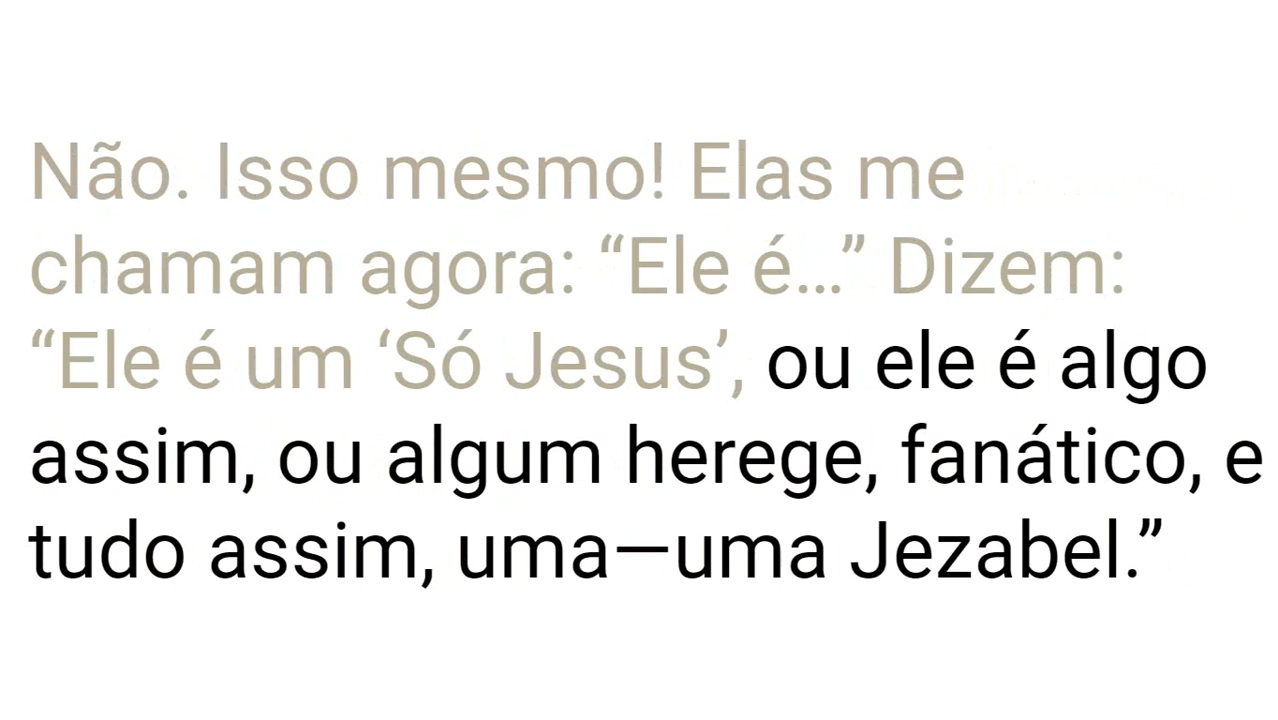 Não. Isso mesmo! Elas me
chamam agora: “Ele é…” Dizem:
“Ele é um ‘Só Jesus’, ou ele é algo
assim, ou algum herege, fanático, e
tudo assim, uma—uma Jezabel.”